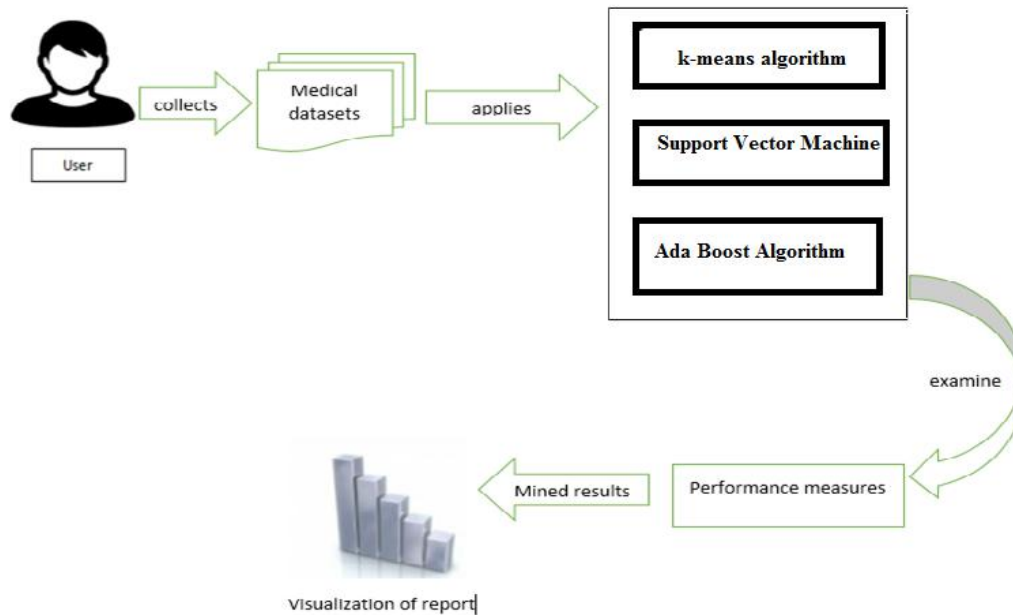 k-means algorithm
collects
Medical
datasets
applies
Support Vector Machine
User
Ada Boost Algorithm
examine
Mined results
Performance measures
Visualization of report